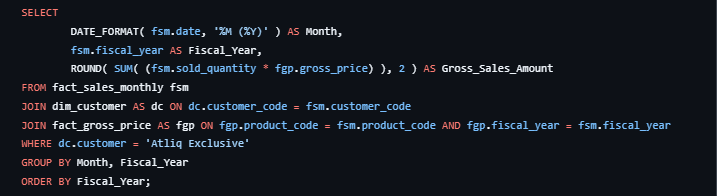 SELECT
DATE_FORMAT( fsm.date, '%M (%Y)' ) AS Month,
fsm.fiscal_year AS Fiscal_Year,
ROUND( SUM( (fsm.sold_quantity * fgp.gross_price) ), 2 ) AS Gross_Sales_Amount
FROM fact_sales_monthly fsm
JOIN dim_customer AS dc ON dc.customer_code = fsm.customer_code
JOIN fact_gross_price AS fgp ON fgp.product_code = fsm.product_code AND fgp.fiscal_year = fsm.fiscal_year
WHERE dc.customer = 'Atliq Exclusive'
GROUP BY Month, Fiscal_Year
ORDER BY Fiscal_Year;